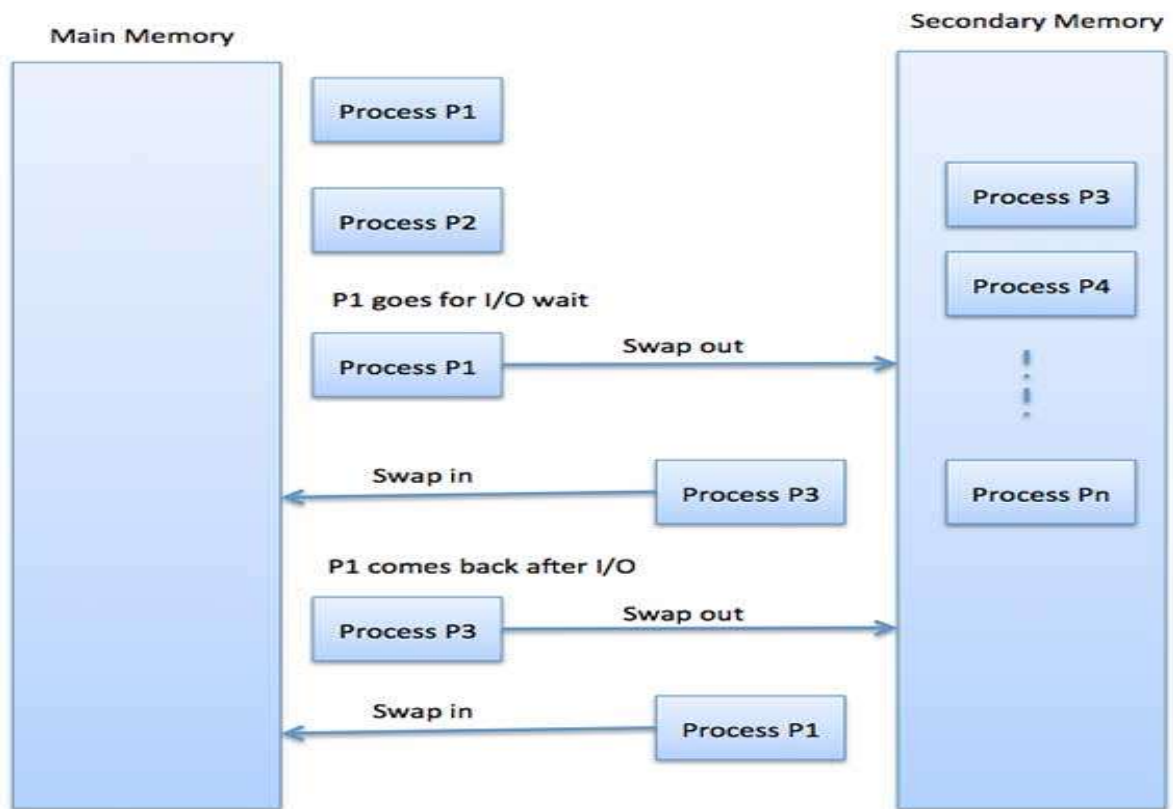 Main Memory
Secondary Memory
Process P1
Process P2
Process P3
Process P4
P1 goes for I/O wait
Process P1
Swap out
Swap in
Process P3
Process Pn
P1 comes back after I/O
Process P3
Swap out
Swap in
Process P1